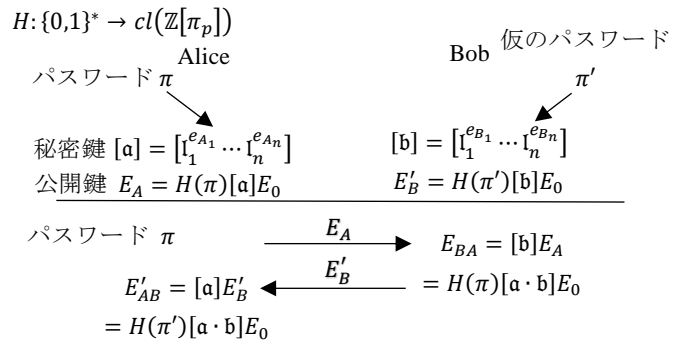 H: {0,1}* → cl(ℤ[π_p])
Alice
Bob 仮のパスワード
パスワード π
π′
秘密鍵 [𝔞] = [𝔩_1^{e_{A_1}} ⋯ 𝔩_n^{e_{A_n}}]
[𝔟] = [𝔩_1^{e_{B_1}} ⋯ 𝔩_n^{e_{B_n}}]
公開鍵 E_A = H(π)[𝔞]E_0
E′_B = H(π′)[𝔟]E_0
パスワード π
E_A
E_{BA} = [𝔟]E_A
E′_B
= H(π)[𝔞 · 𝔟]E_0
E′_{AB} = [𝔞]E′_B
= H(π′)[𝔞 · 𝔟]E_0